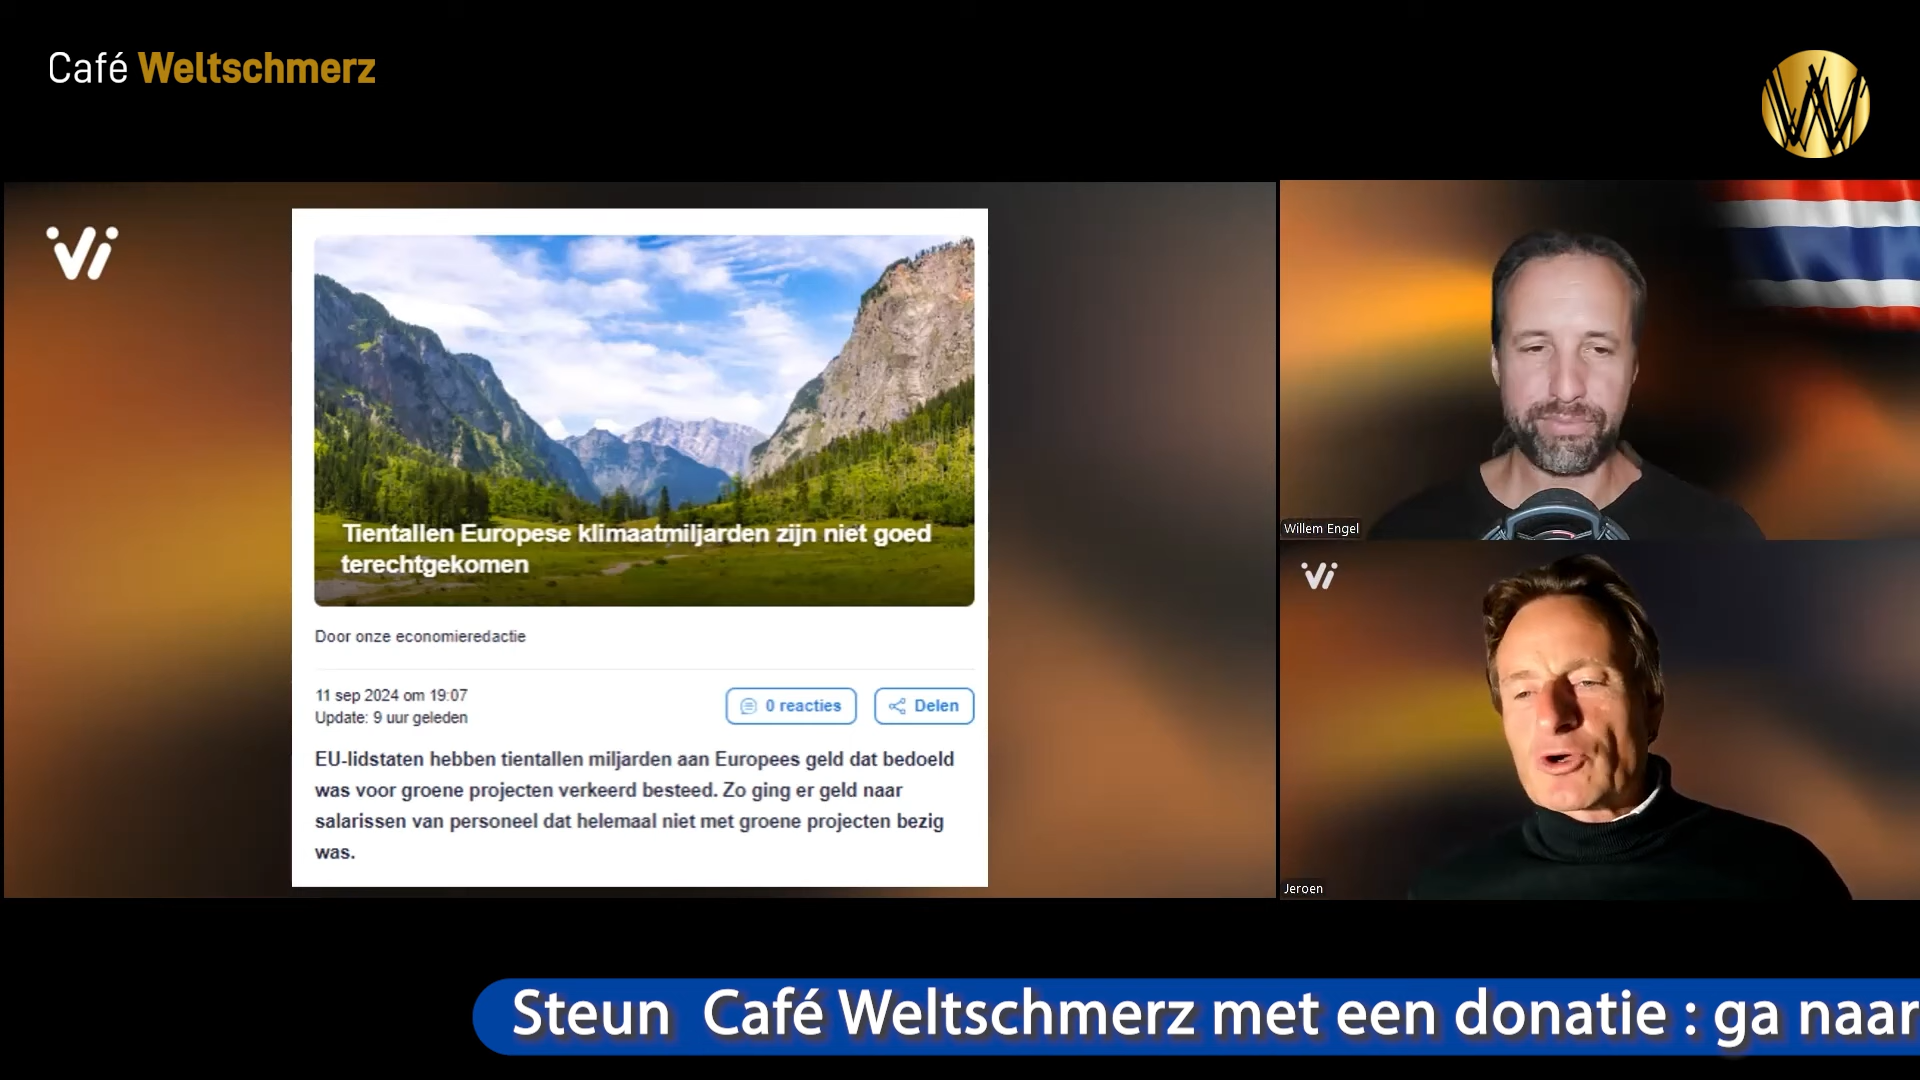 Café Weltschmerz
Tientallen Europese klimaatmiljarden zijn niet goed
terechtgekomen
Door onze economieredactie
11 sep 2024 om 19:07
Update: 9 uur geleden
0 reacties
Delen
EU-lidstaten hebben tientallen miljarden aan Europees geld dat bedoeld
was voor groene projecten verkeerd besteed. Zo ging er geld naar
salarissen van personeel dat helemaal niet met groene projecten bezig
was.
Willem Engel
Jeroen
Steun Café Weltschmerz met een donatie : ga naar